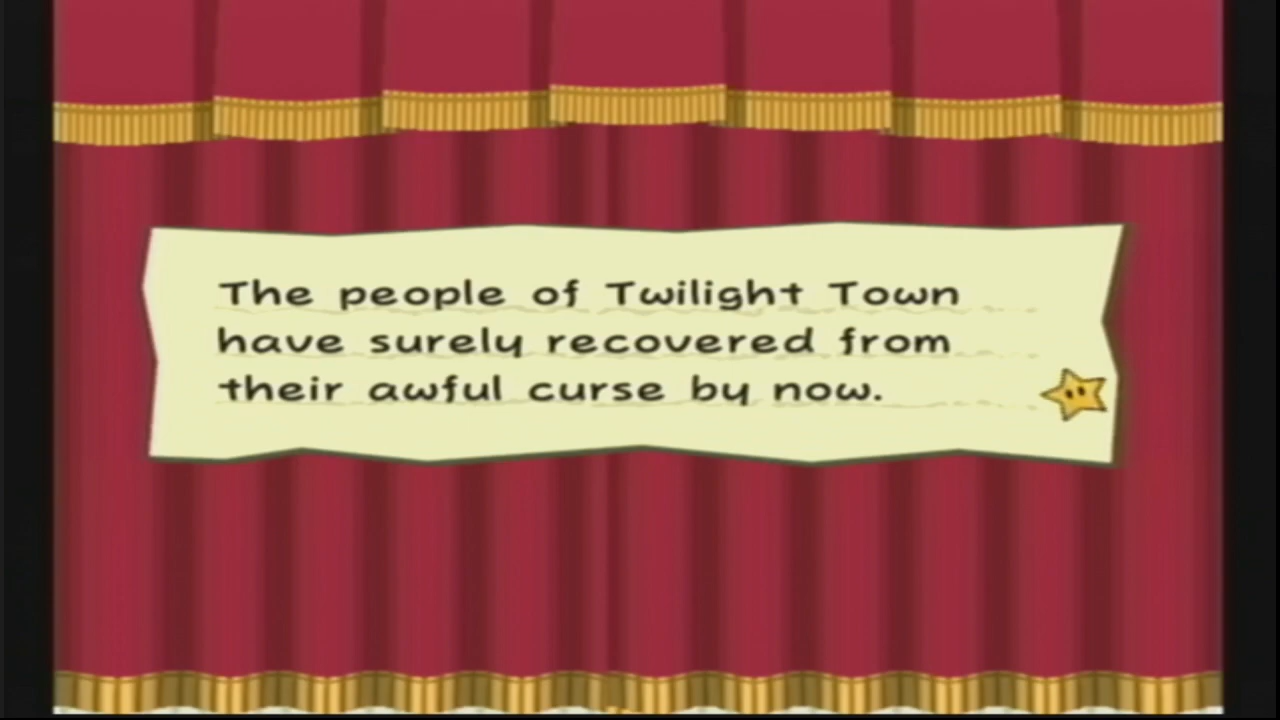 The people of Twilight Town
have surely recovered from
their awful curse by now.